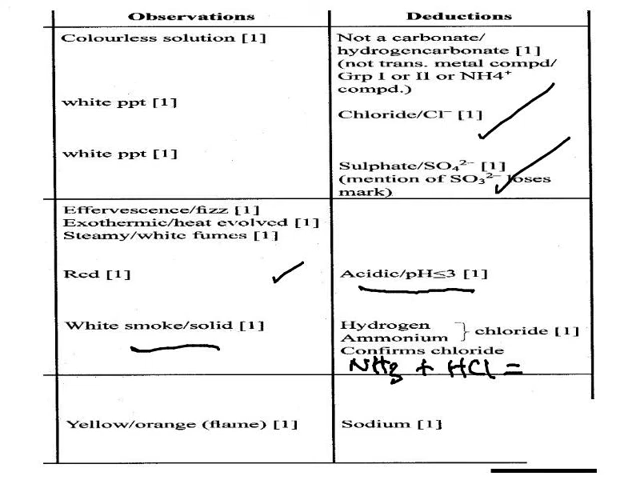 Observations Deductions
Colourless solution [1] Not a carbonate/
hydrogencarbonate [1]
(not trans. metal compd/
Grp I or II or NH4⁺
compd.)
white ppt [1] Chloride/Cl⁻ [1]
white ppt [1]
Sulphate/SO₄²⁻ [1]
(mention of SO₃²⁻ loses
mark)
Effervescence/fizz [1]
Exothermic/heat evolved [1]
Steamy/white fumes [1]
Red [1] Acidic/pH≤3 [1]
White smoke/solid [1] Hydrogen
Ammonium } chloride [1]
Confirms chloride
NH₃ + HCl =
Yellow/orange (flame) [1] Sodium [1]